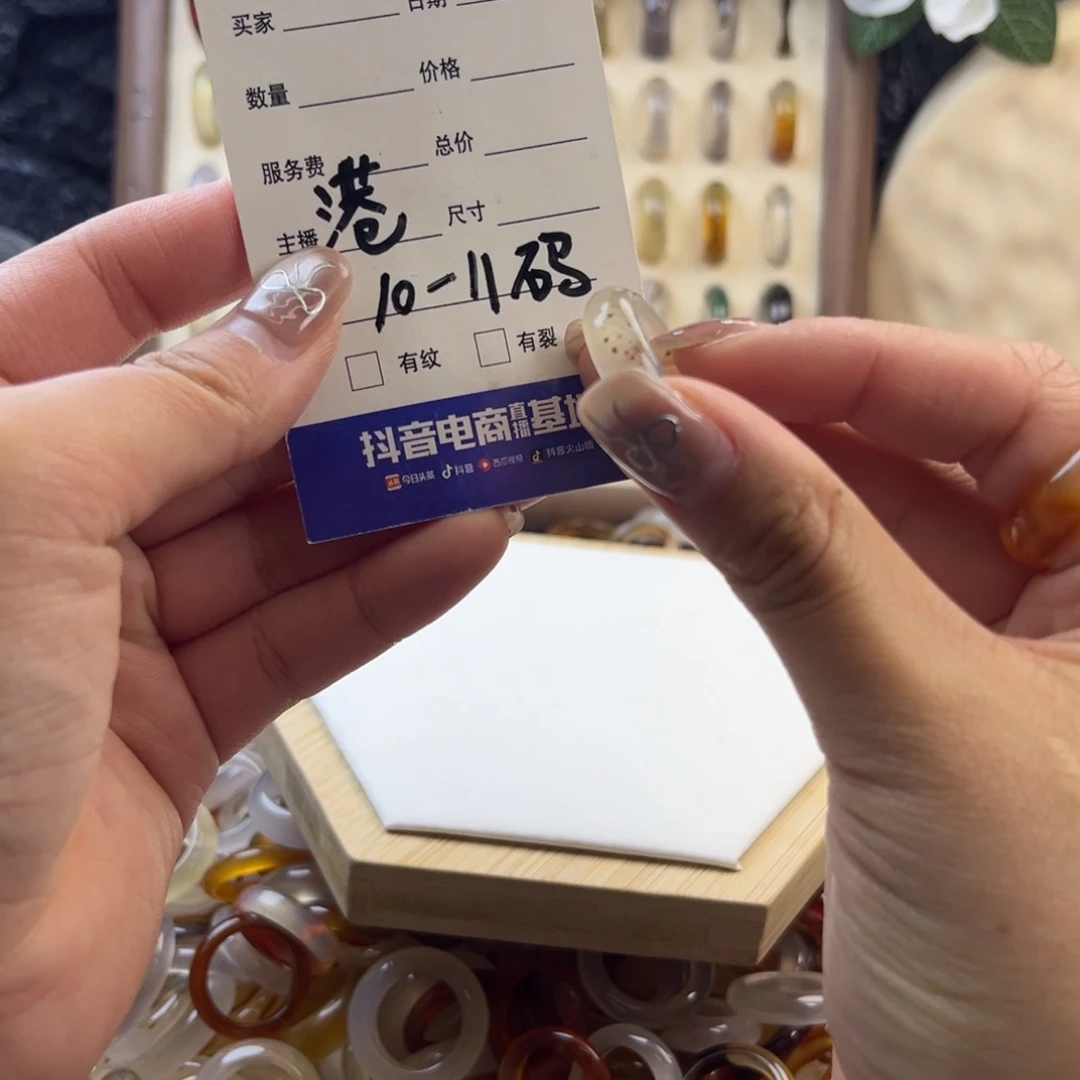 买家 日期
数量 价格
服务费 总价
主播 港 尺寸
10-11码
有纹 有裂
抖音电商直播基地
今日头条 抖音 西瓜视频 抖音火山版